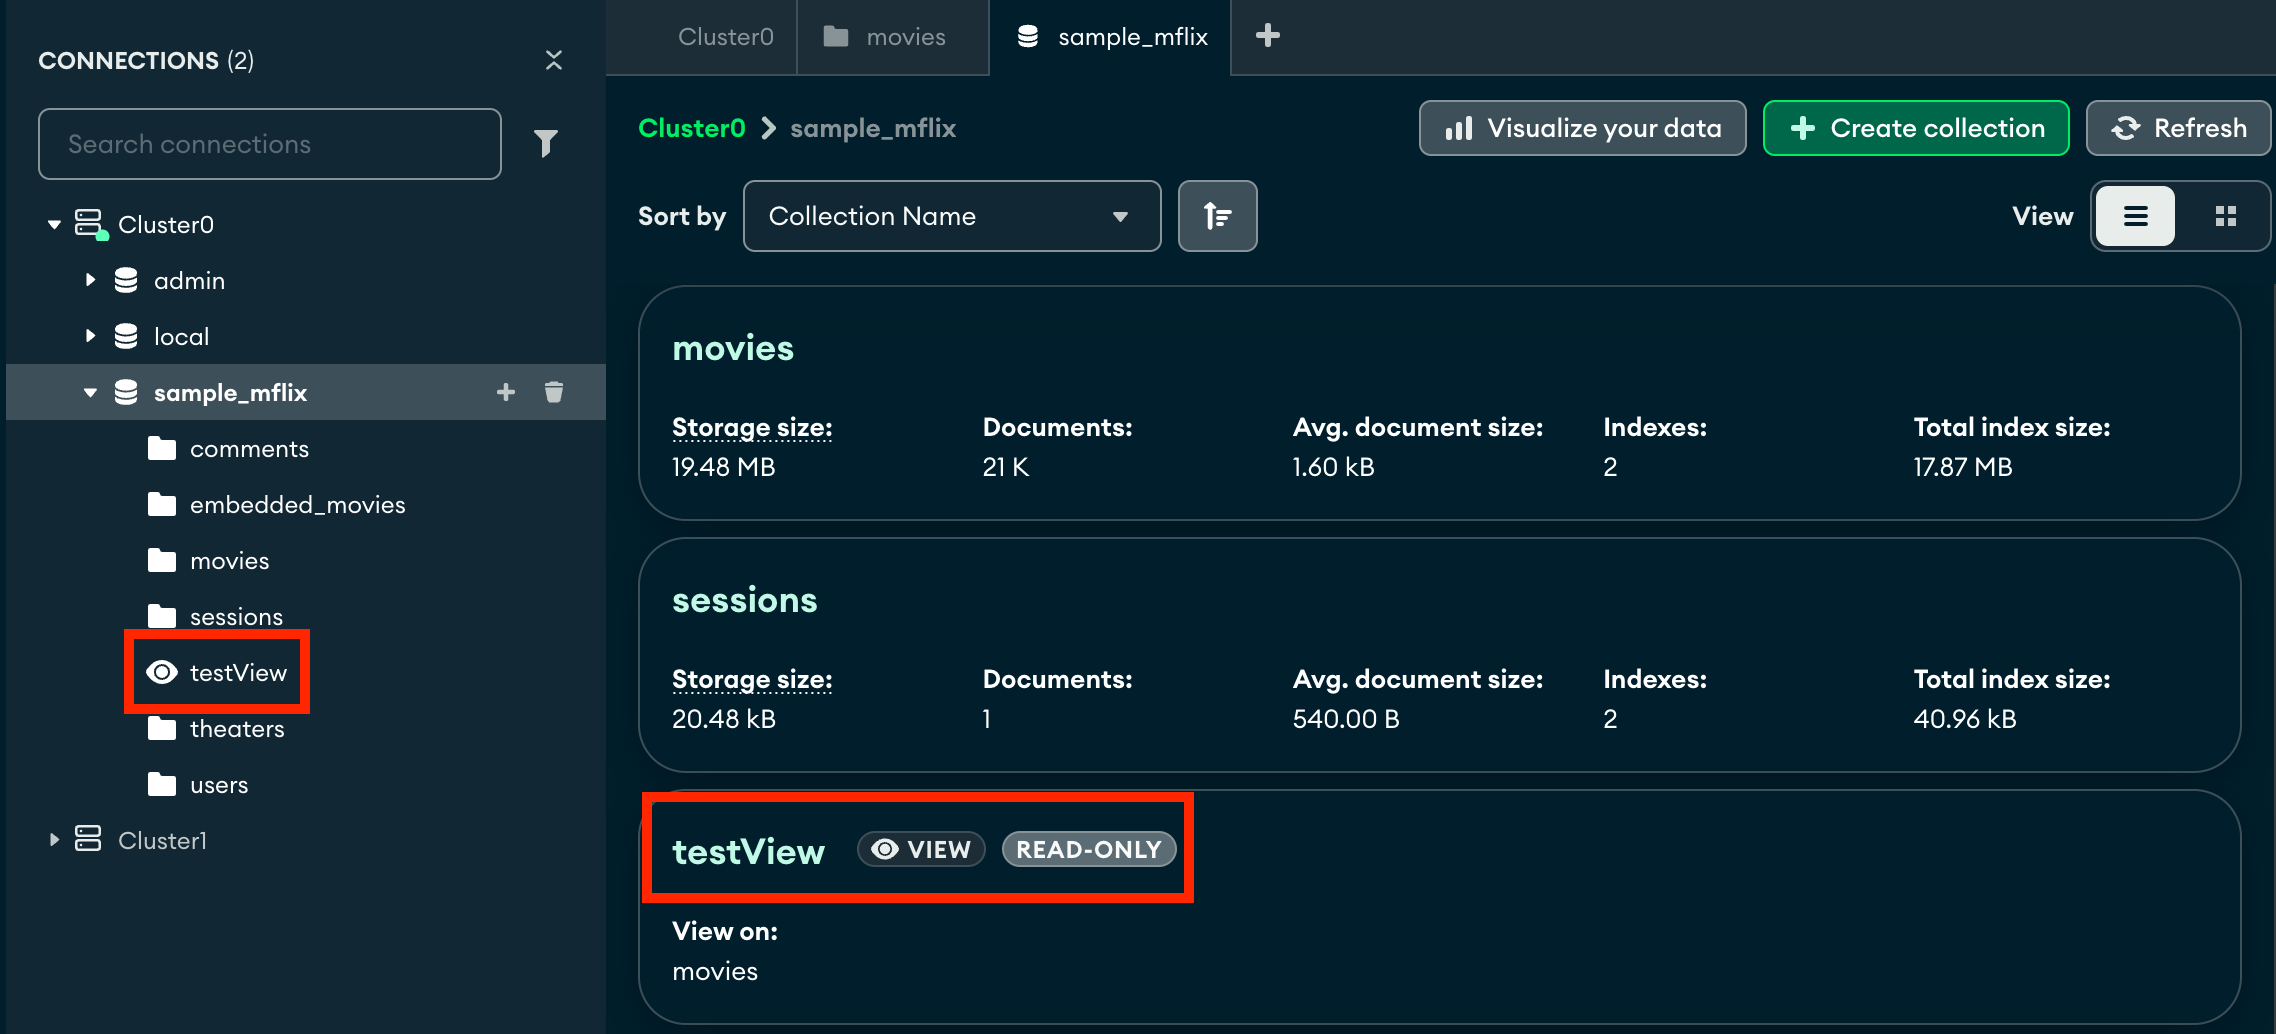 CONNECTIONS (2)
Search connections
Cluster0
admin
local
sample_mflix
comments
embedded_movies
movies
sessions
testView
theaters
users
Cluster1
Cluster0 movies sample_mflix
Cluster0 sample_mflix
Visualize your data Create collection Refresh
Sort by Collection Name View
movies
Storage size: Documents: Avg. document size: Indexes: Total index size:
19.48 MB 21 K 1.60 kB 2 17.87 MB
sessions
Storage size: Documents: Avg. document size: Indexes: Total index size:
20.48 kB 1 540.00 B 2 40.96 kB
testView VIEW READ-ONLY
View on:
movies